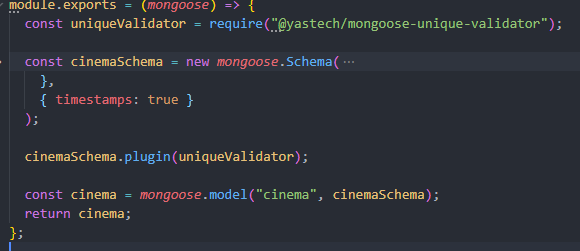 module.exports = (mongoose) => {
const uniqueValidator = require("@yastech/mongoose-unique-validator");
const cinemaSchema = new mongoose.Schema(⋯
},
{ timestamps: true }
);
cinemaSchema.plugin(uniqueValidator);
const cinema = mongoose.model("cinema", cinemaSchema);
return cinema;
};